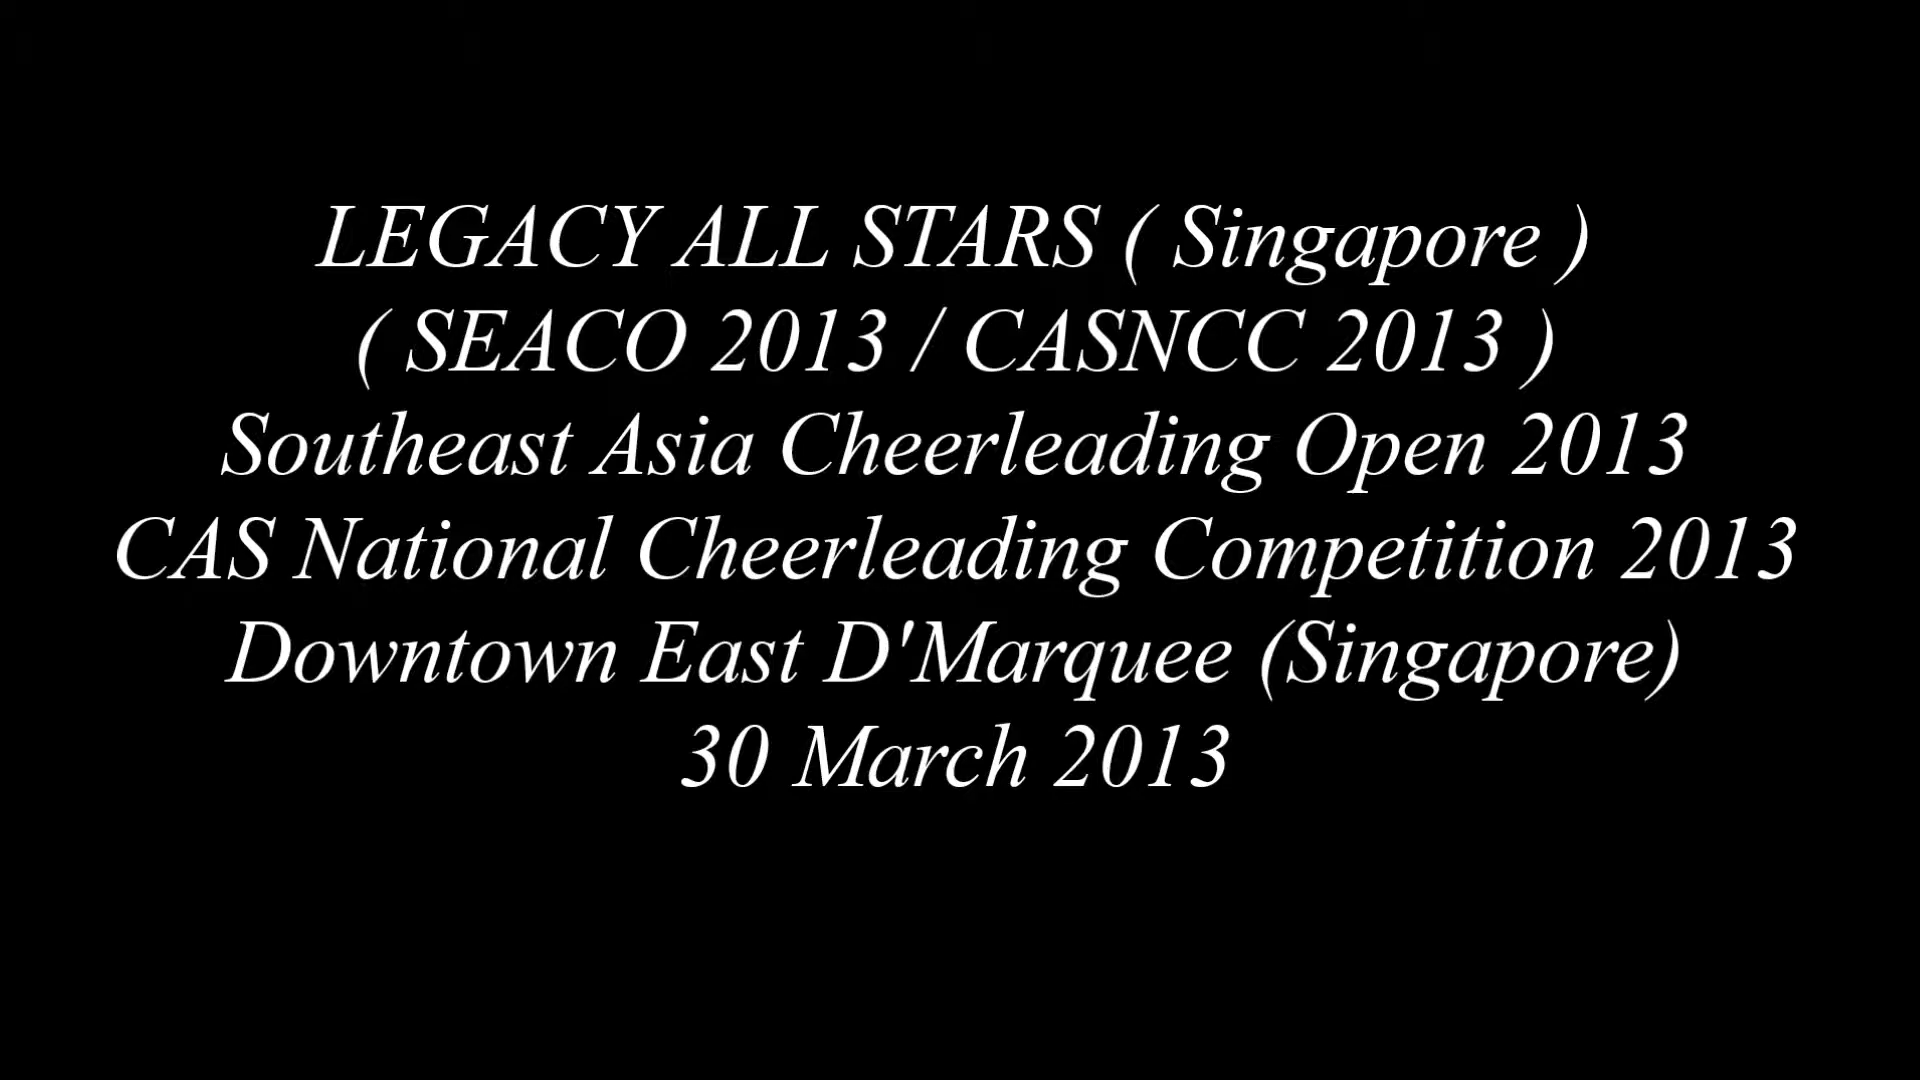 LEGACY ALL STARS ( Singapore )
( SEACO 2013 / CASNCC 2013 )
Southeast Asia Cheerleading Open 2013
CAS National Cheerleading Competition 2013
Downtown East D'Marquee (Singapore)
30 March 2013